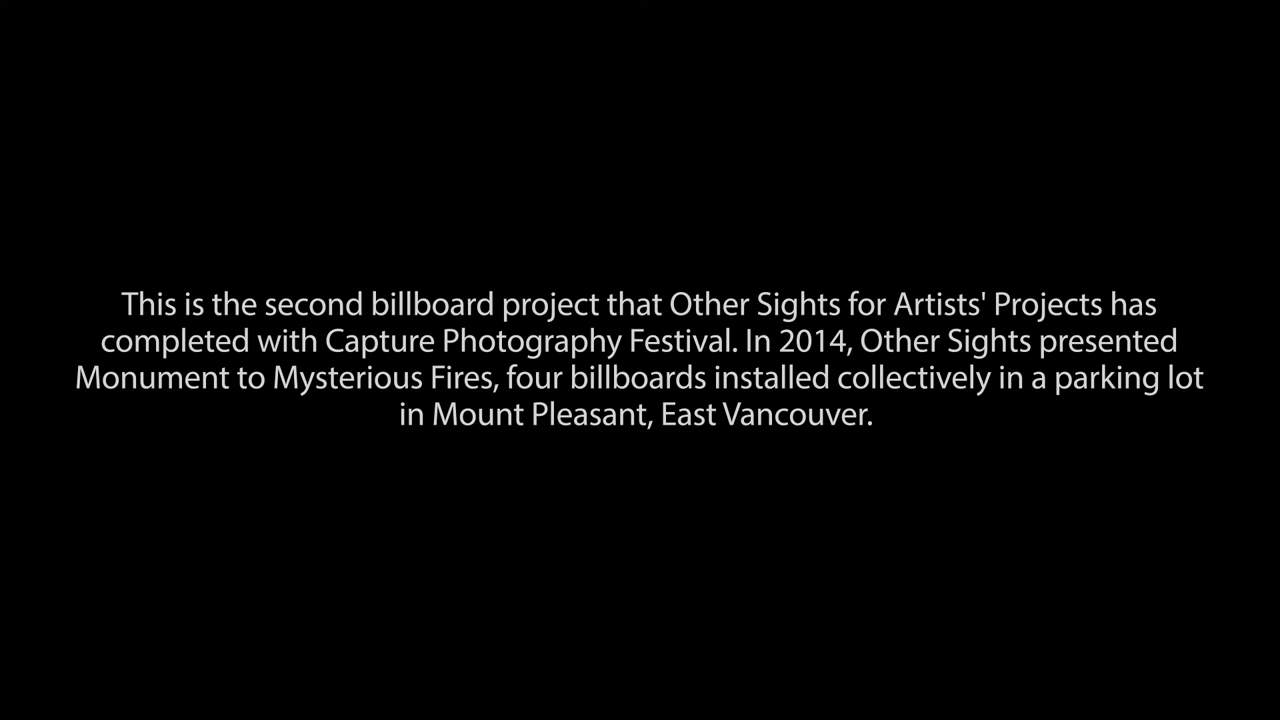 This is the second billboard project that Other Sights for Artists' Projects has
completed with Capture Photography Festival. In 2014, Other Sights presented
Monument to Mysterious Fires, four billboards installed collectively in a parking lot
in Mount Pleasant, East Vancouver.